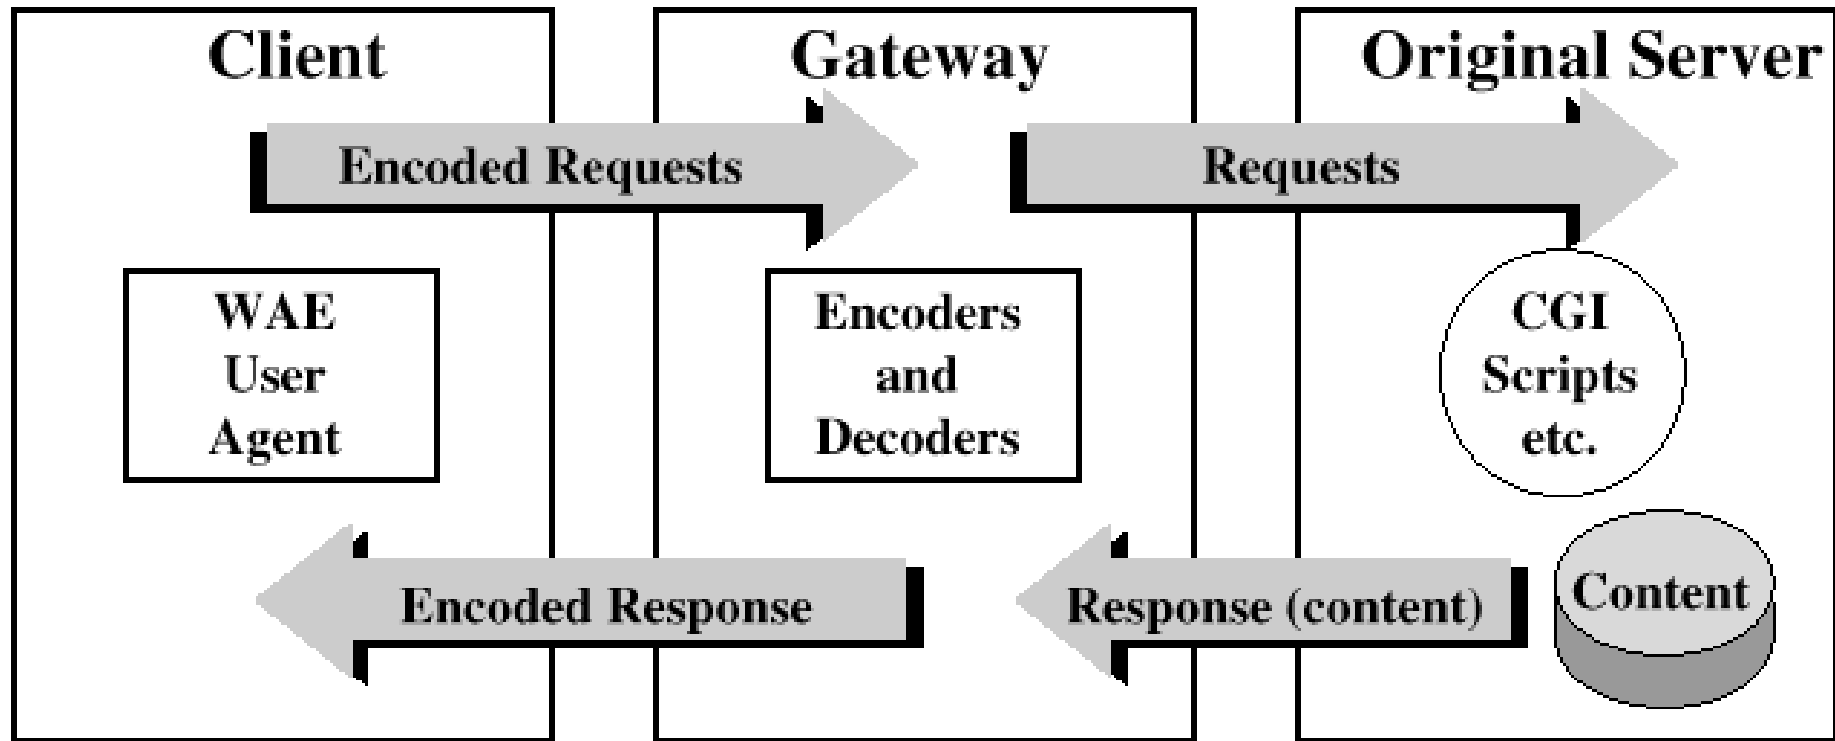 Client
Gateway
Original Server
Encoded Requests
Requests
WAE
User
Agent
Encoders
and
Decoders
CGI
Scripts
etc.
Encoded Response
Response (content)
Content